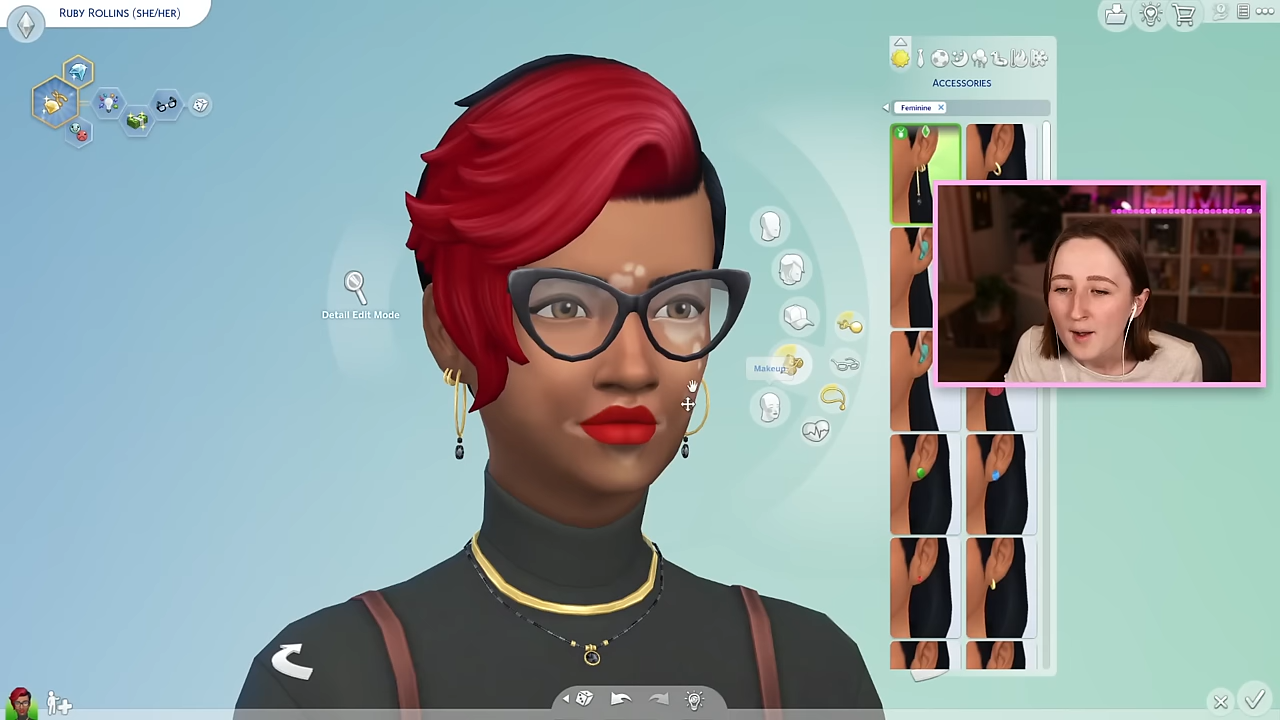 RUBY ROLLINS (SHE/HER)
ACCESSORIES
Feminine
Detail Edit Mode
Makeup